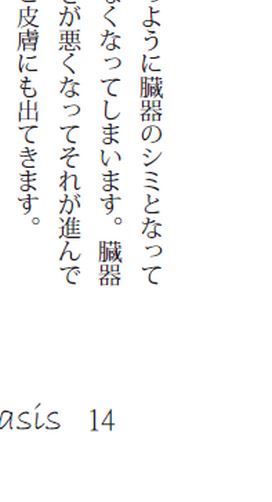 ように臓器のシミとなって
くなってしまいます。臓器
が悪くなってそれが進んで
皮膚にも出てきます。
asis 14